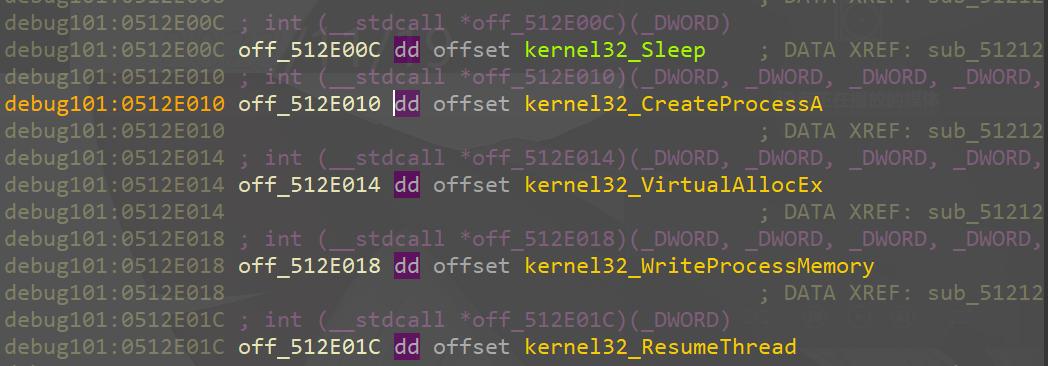 debug101:0512E00C ; int (__stdcall *off_512E00C)(_DWORD)
debug101:0512E00C off_512E00C dd offset kernel32_Sleep ; DATA XREF: sub_51212
debug101:0512E010 ; int (__stdcall *off_512E010)(_DWORD, _DWORD, _DWORD, _DWORD,
debug101:0512E010 off_512E010 dd offset kernel32_CreateProcessA
debug101:0512E010 ; DATA XREF: sub_51212
debug101:0512E014 ; int (__stdcall *off_512E014)(_DWORD, _DWORD, _DWORD, _DWORD,
debug101:0512E014 off_512E014 dd offset kernel32_VirtualAllocEx
debug101:0512E014 ; DATA XREF: sub_51212
debug101:0512E018 ; int (__stdcall *off_512E018)(_DWORD, _DWORD, _DWORD, _DWORD,
debug101:0512E018 off_512E018 dd offset kernel32_WriteProcessMemory
debug101:0512E018 ; DATA XREF: sub_51212
debug101:0512E01C ; int (__stdcall *off_512E01C)(_DWORD)
debug101:0512E01C off_512E01C dd offset kernel32_ResumeThread